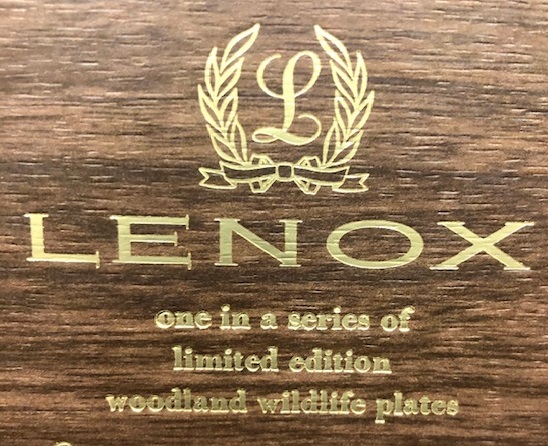 L
LENOX
one in a series of
limited edition
woodland wildlife plates